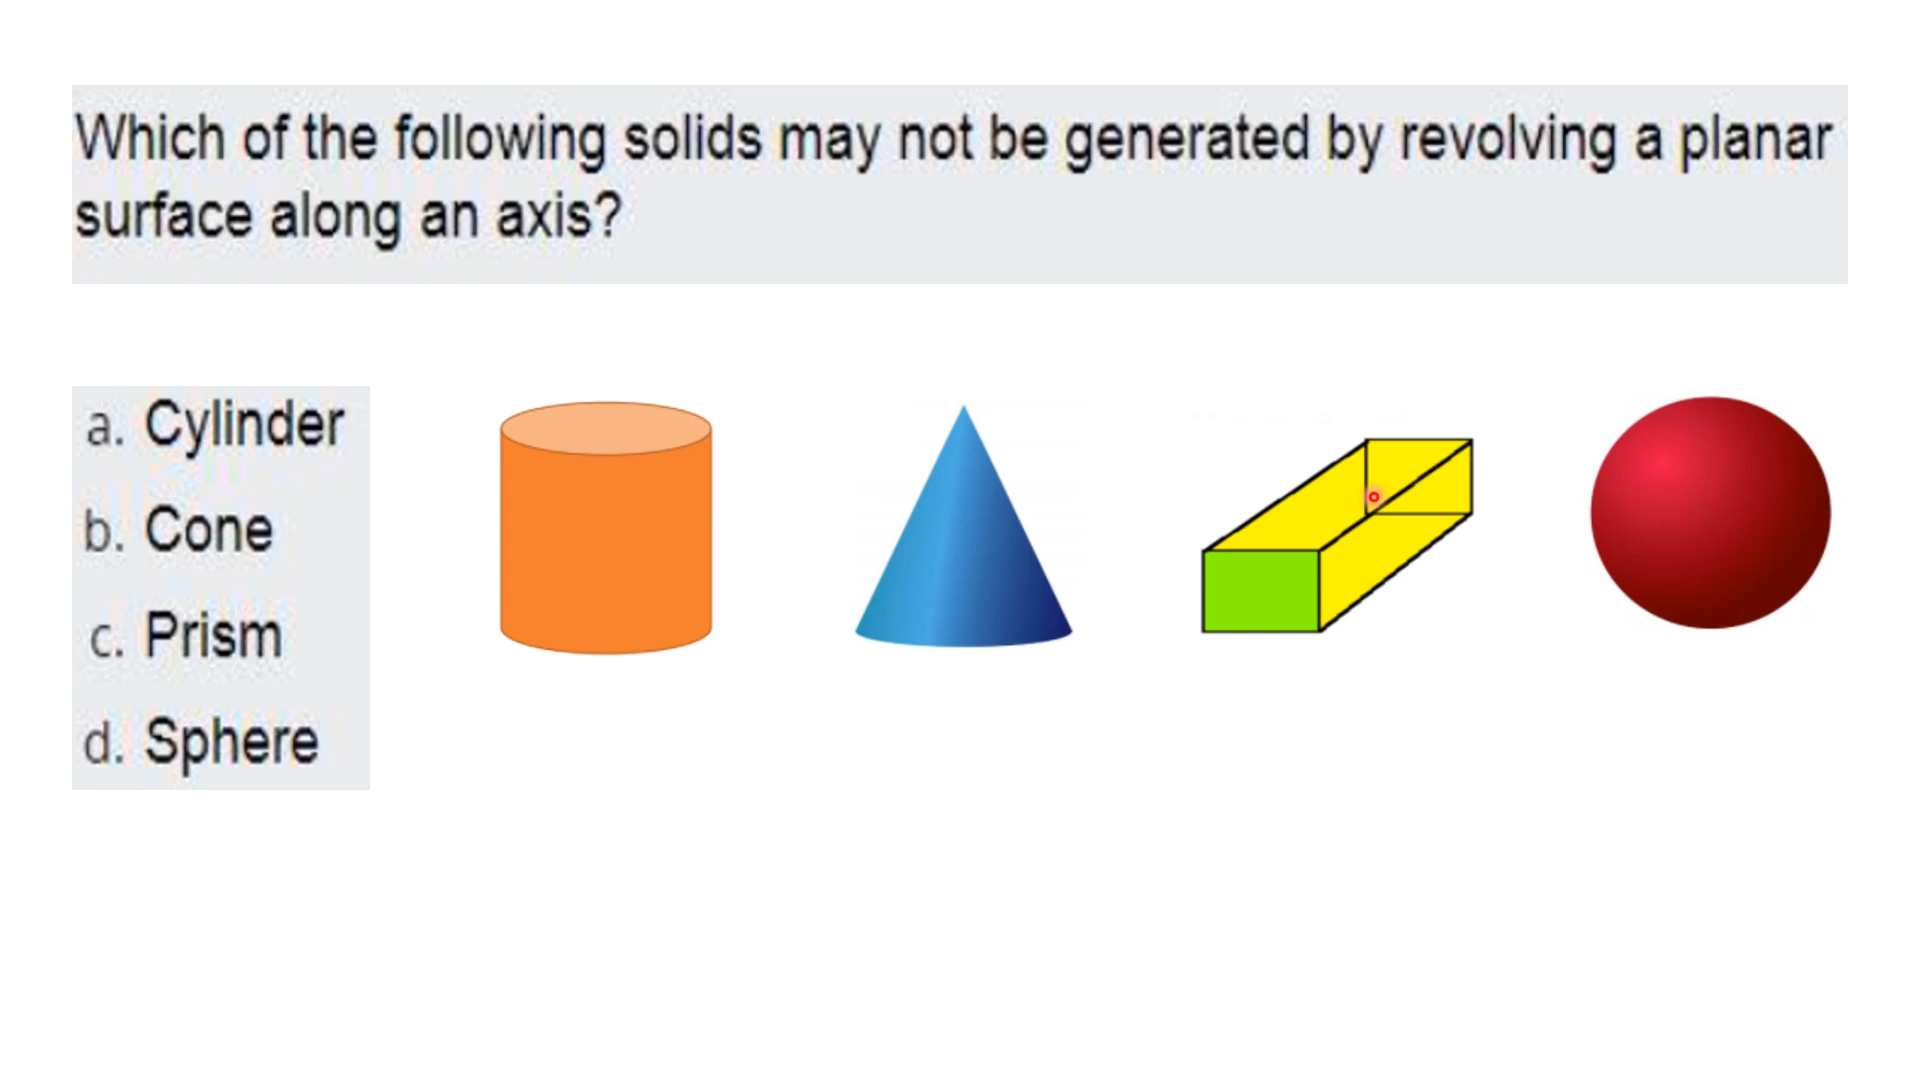 Which of the following solids may not be generated by revolving a planar
surface along an axis?
a. Cylinder
b. Cone
c. Prism
d. Sphere